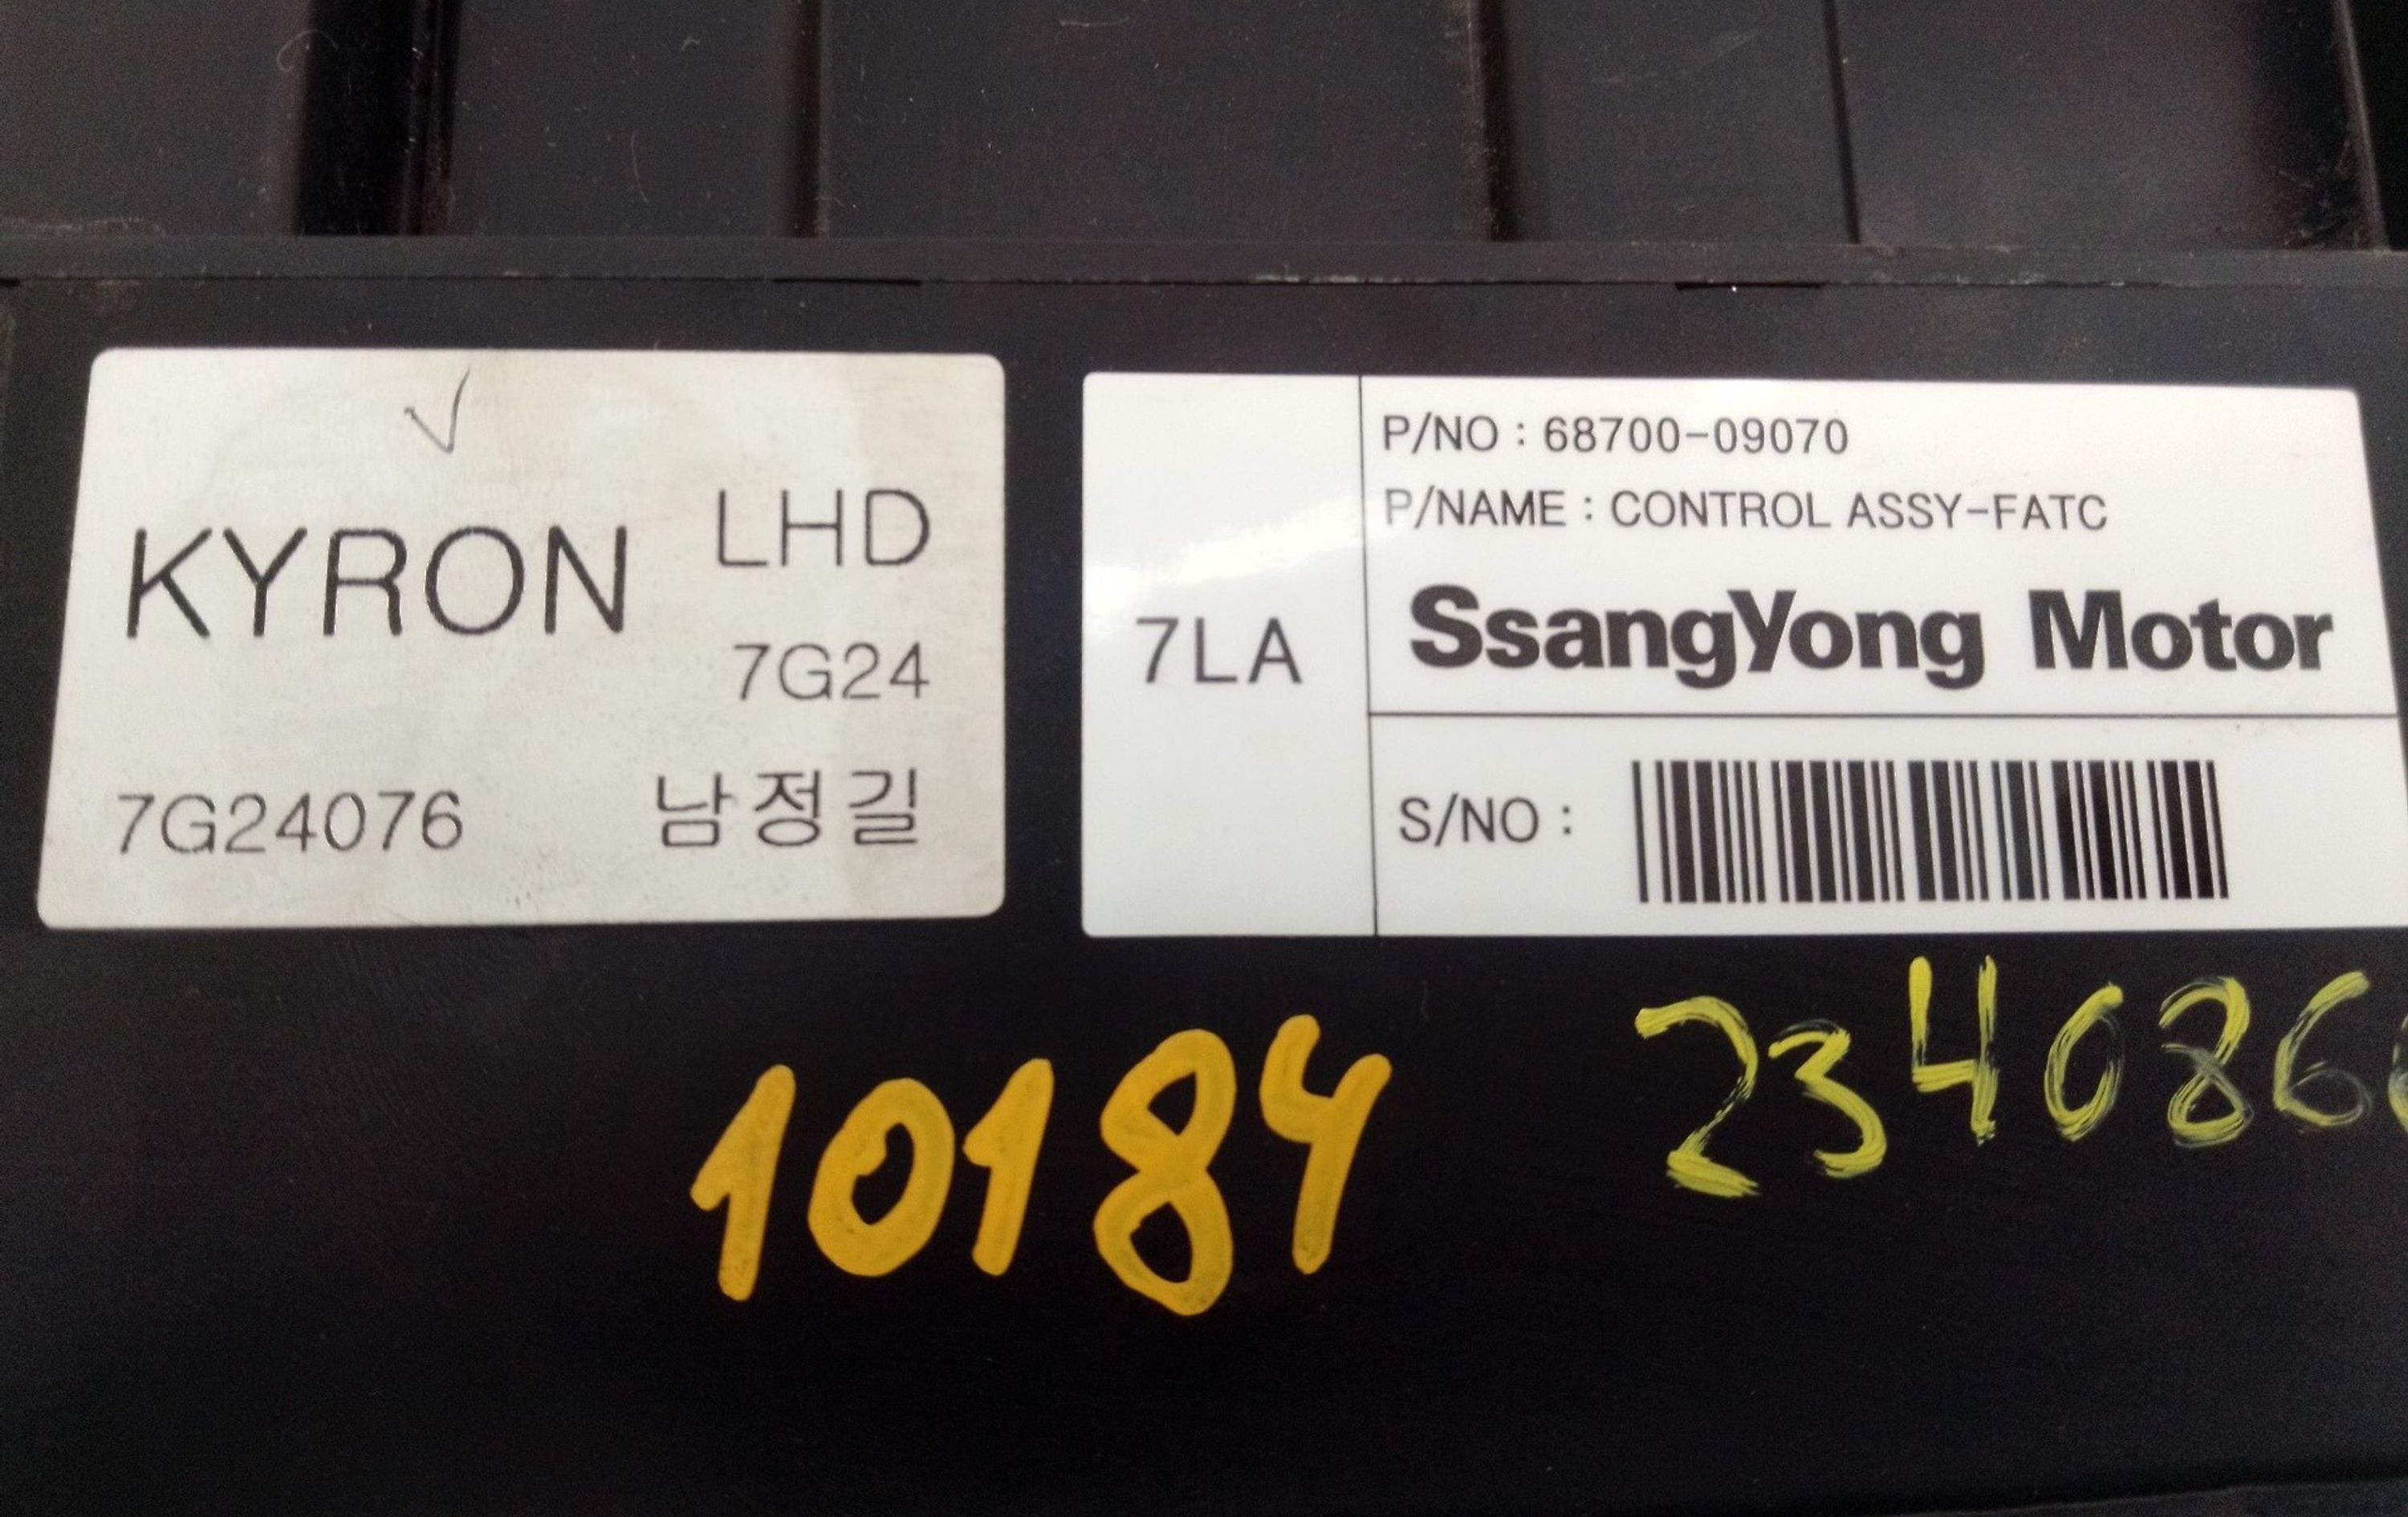 KYRON
LHD
7G24
7G24076 남정길
7LA
P/NO : 68700-09070
P/NAME : CONTROL ASSY-FATC
SsangYong Motor
S/NO :
10184
234086